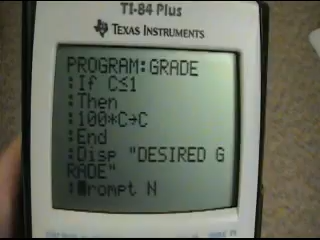 TI-84 Plus
TEXAS INSTRUMENTS
PROGRAM:GRADE
:If C≤1
:Then
:100*C→C
:End
:Disp "DESIRED G
RADE"
:Prompt N